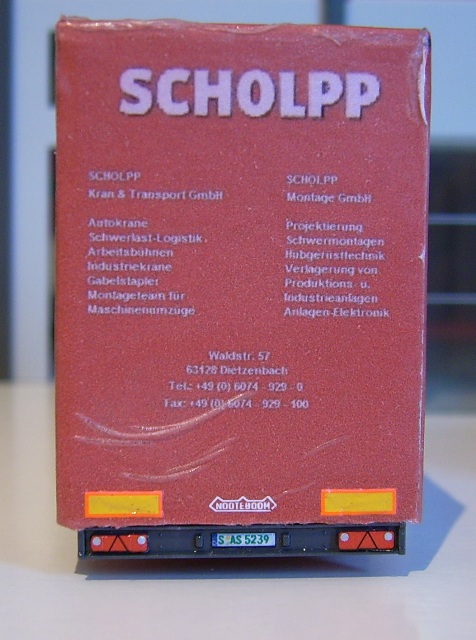 SCHOLPP
SCHOLPP
Kran & Transport GmbH
Autokrane
Schwerlast-Logistik.
Arbeitsbühnen
Industriekrane
Gabelstapler
Montageteam für
Maschinenumzüge
SCHOLPP
Montage GmbH
Projektierung
Schwermontagen
Hubgerüsttechnik
Verlagerung von
Produktions- u.
Industrieanlagen
Anlagen-Elektronik
Waldstr. 57
63128 Dietzenbach
Tel.: +49 (0) 6074 - 929 - 0
Fax: +49 (0) 6074 - 929 - 100
NOOTEBOOM
S AS 5239